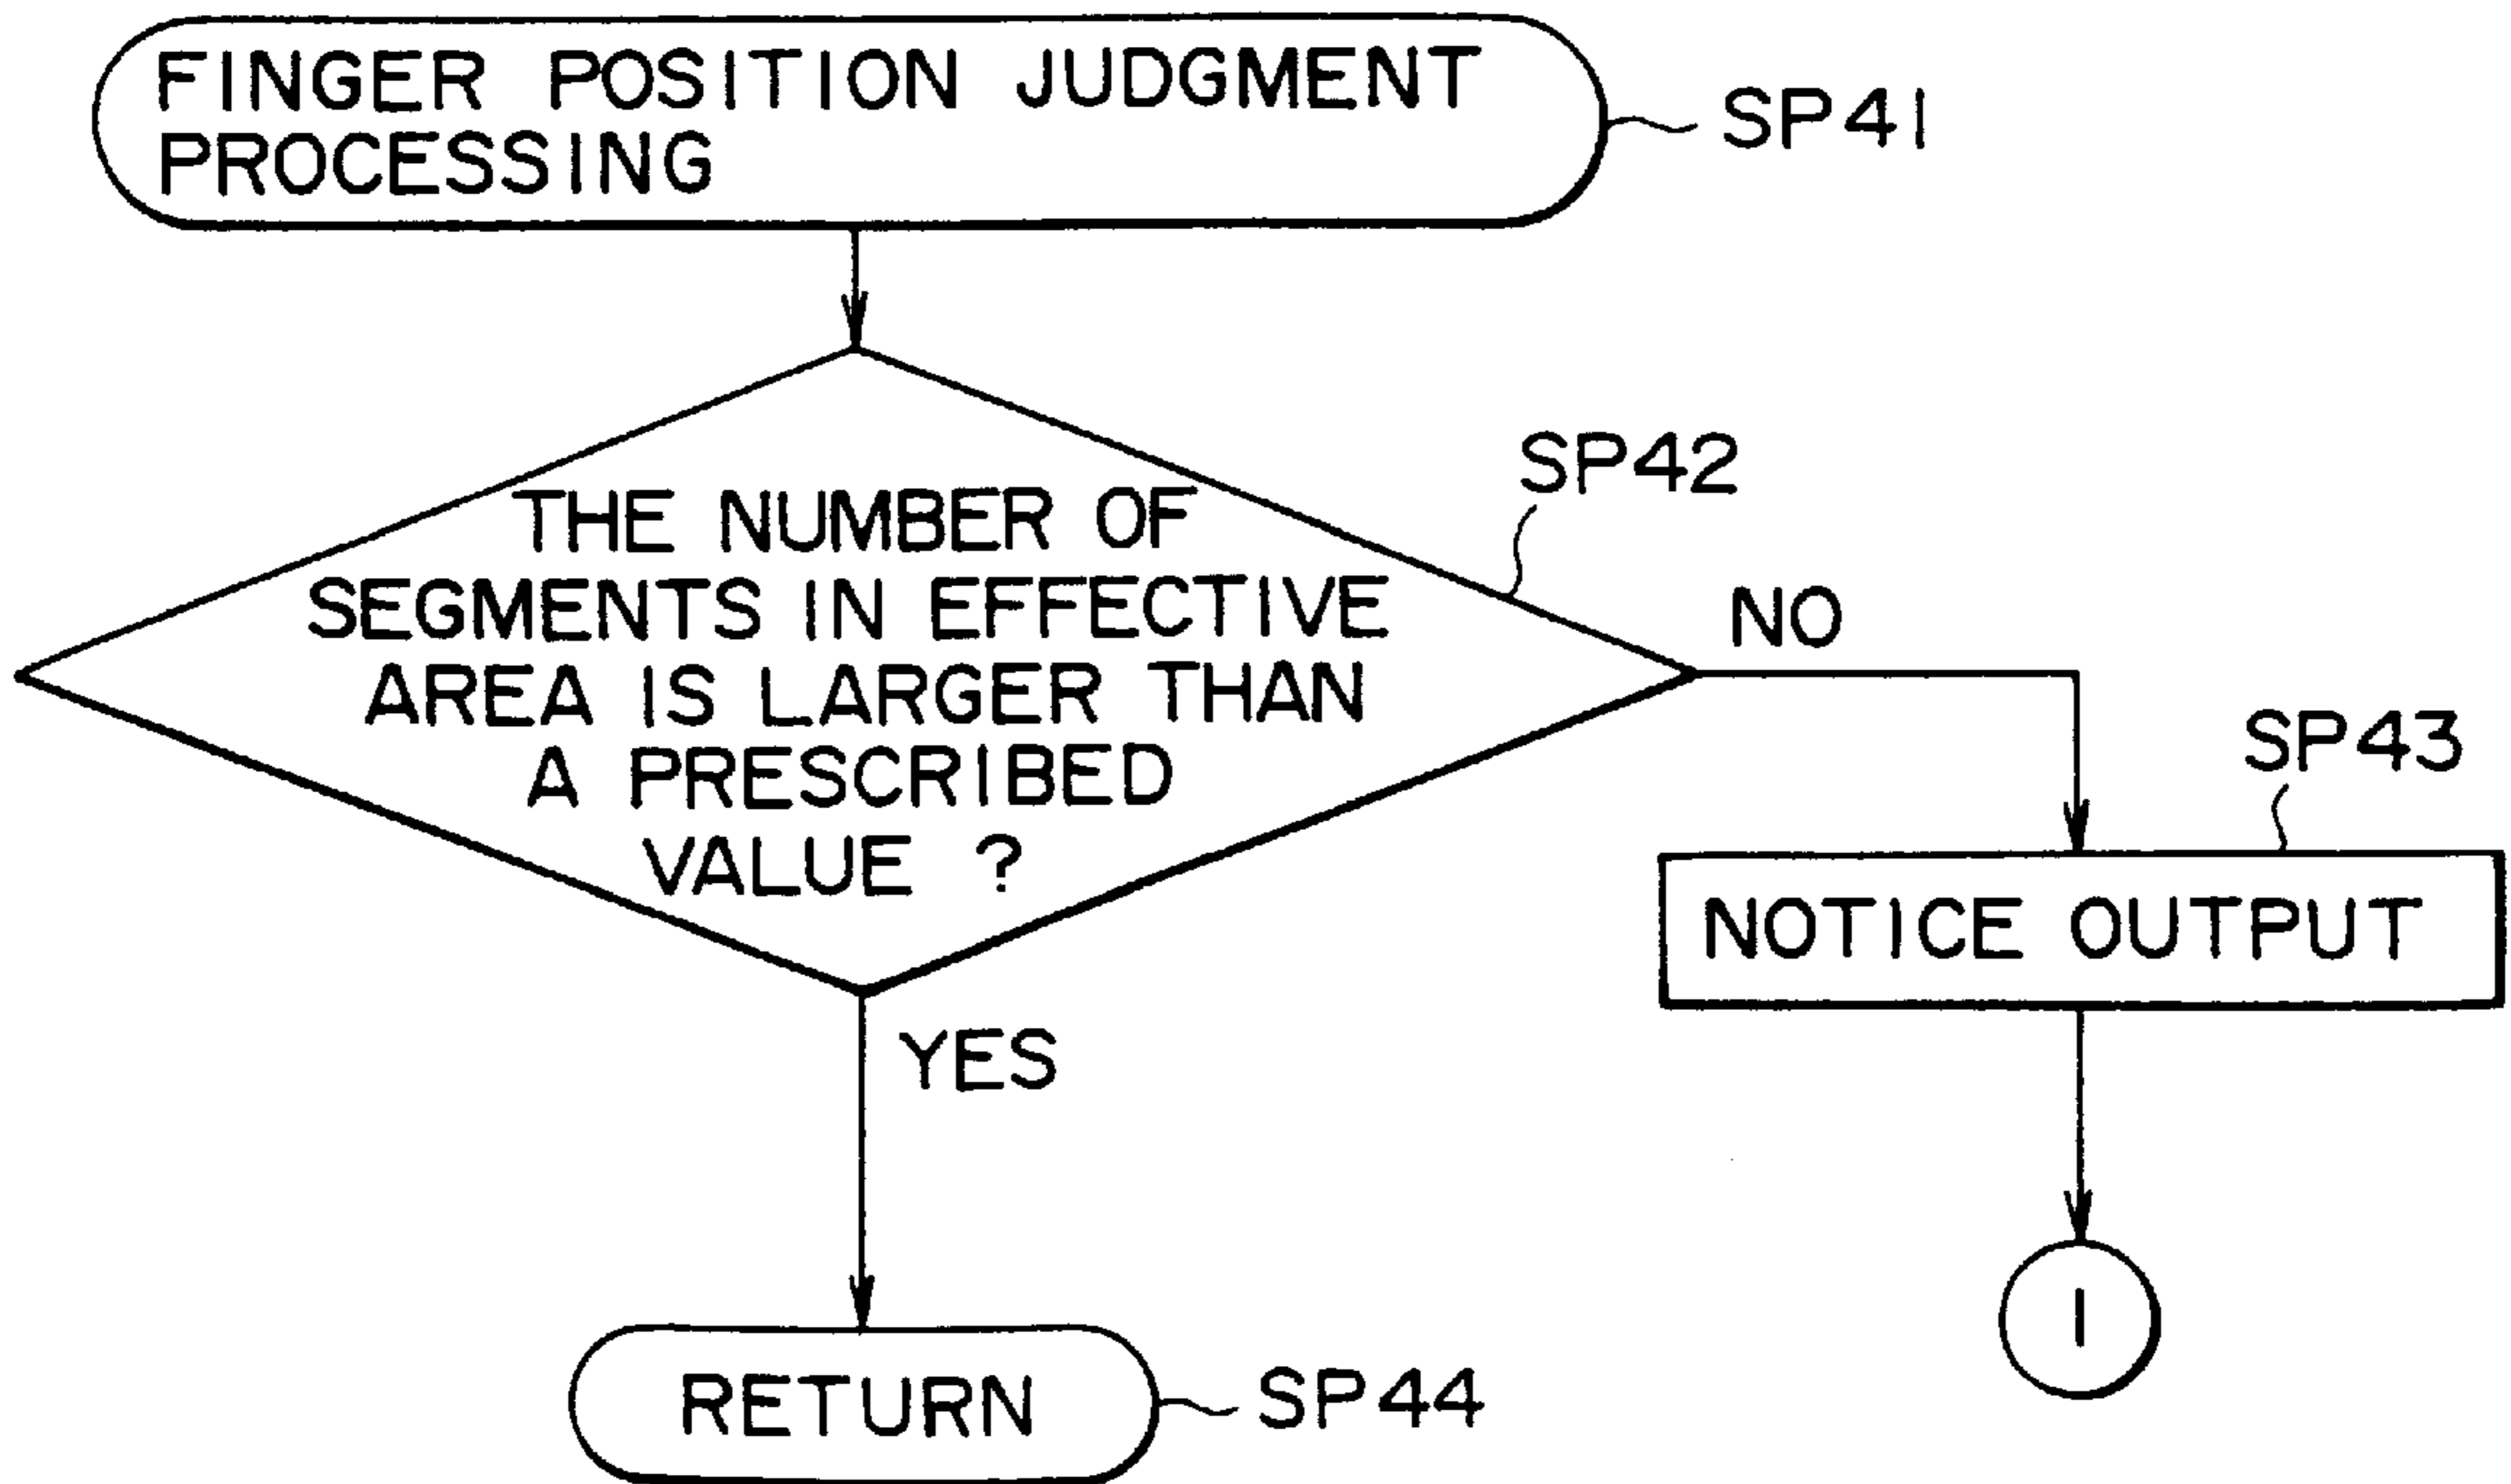 FINGER POSITION JUDGMENT
PROCESSING
SP41
THE NUMBER OF
SEGMENTS IN EFFECTIVE
AREA IS LARGER THAN
A PRESCRIBED
VALUE ?
SP42
NO
SP43
NOTICE OUTPUT
YES
1
RETURN
SP44